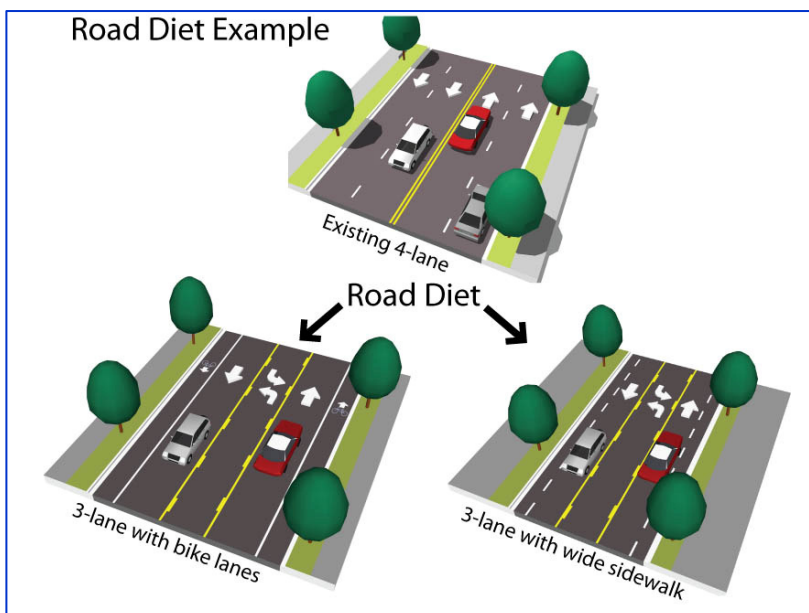 Road Diet Example
Existing 4-lane
Road Diet
3-lane with bike lanes
3-lane with wide sidewalk